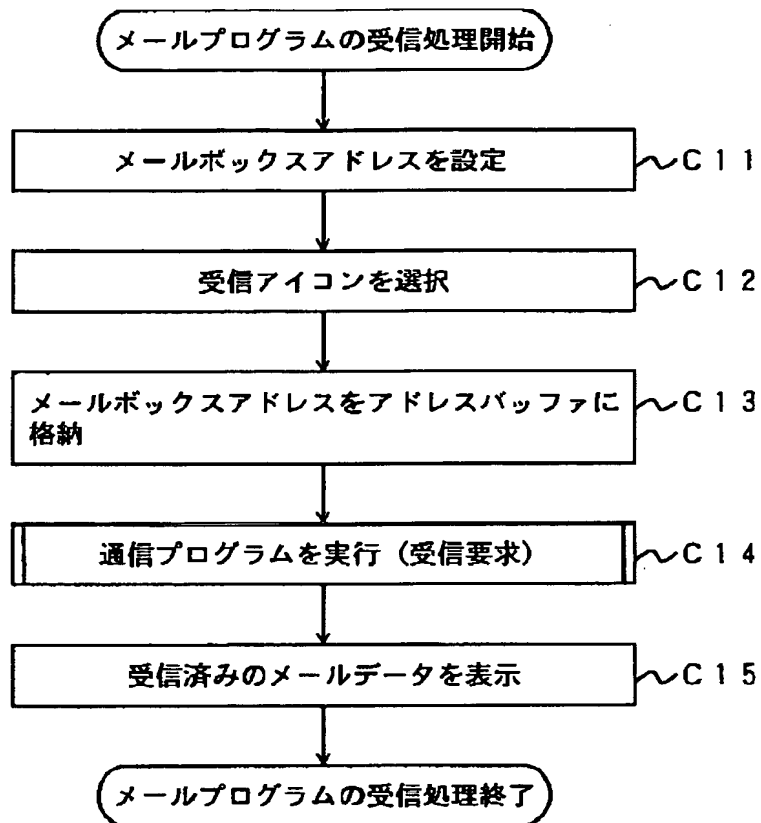 メールプログラムの受信処理開始
メールボックスアドレスを設定
C11
受信アイコンを選択
C12
メールボックスアドレスをアドレスバッファに
格納
C13
通信プログラムを実行(受信要求)
C14
受信済みのメールデータを表示
C15
メールプログラムの受信処理終了